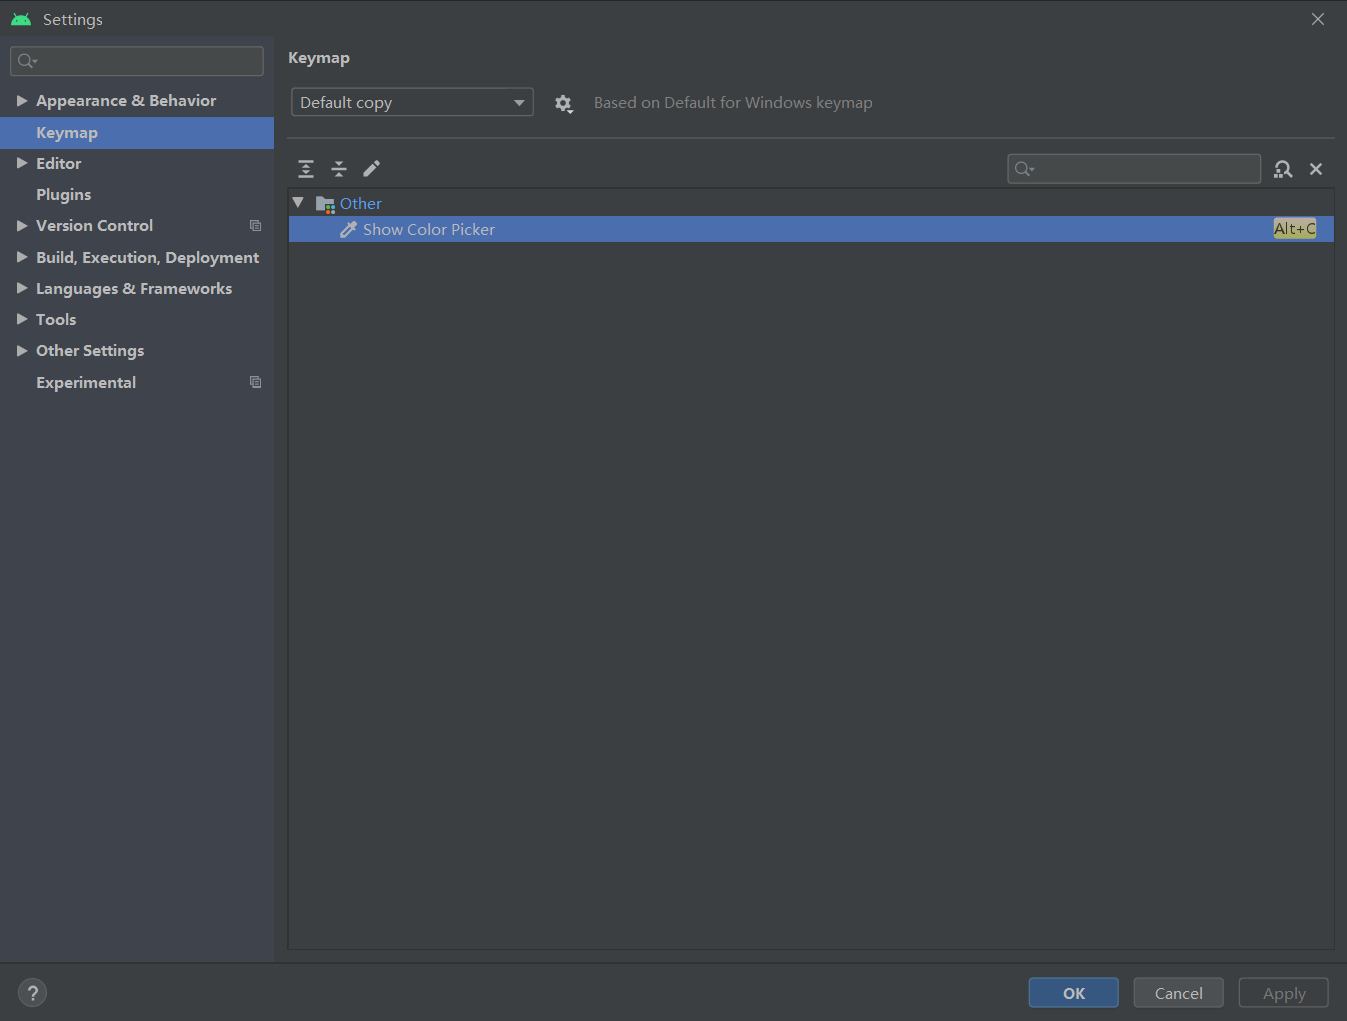 Settings
Keymap
Appearance & Behavior
Default copy
Based on Default for Windows keymap
Keymap
Editor
Plugins
Other
Version Control
Show Color Picker
Alt+C
Build, Execution, Deployment
Languages & Frameworks
Tools
Other Settings
Experimental
?
OK
Cancel
Apply